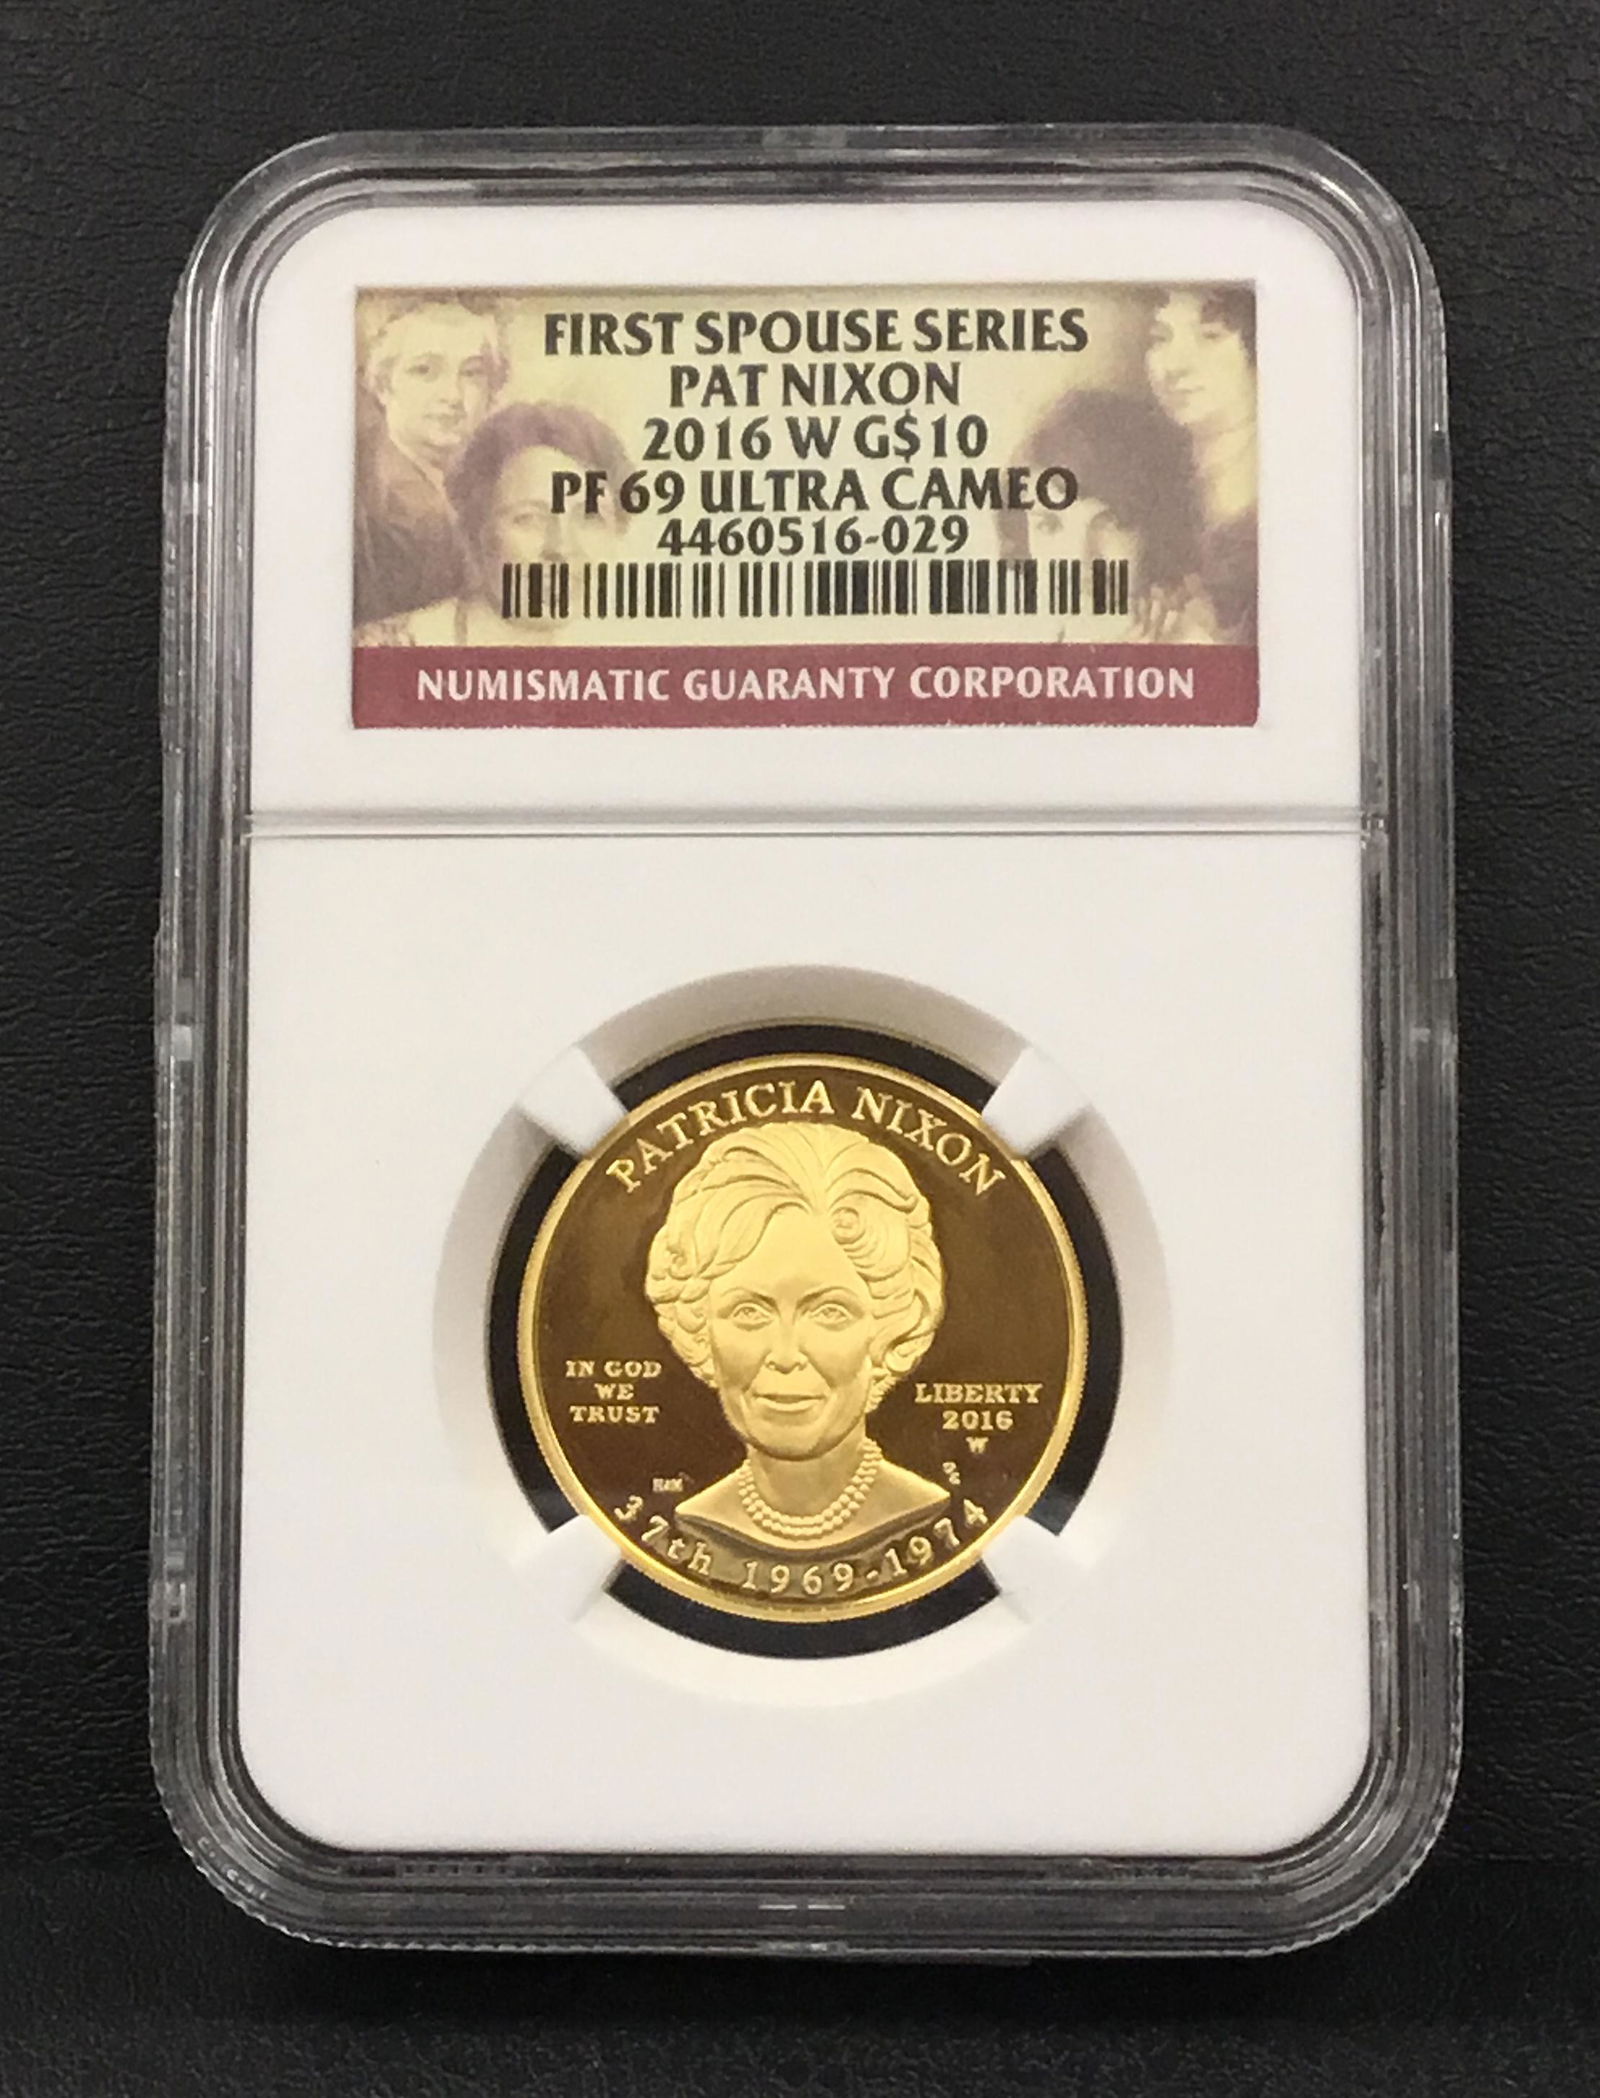 FIRST SPOUSE SERIES
PAT NIXON
2016 W G$10
PF 69 ULTRA CAMEO
4460516-029
NUMISMATIC GUARANTY CORPORATION
PATRICIA NIXON
IN GOD
WE
TRUST
LIBERTY
2016
W
37th 1969-1974